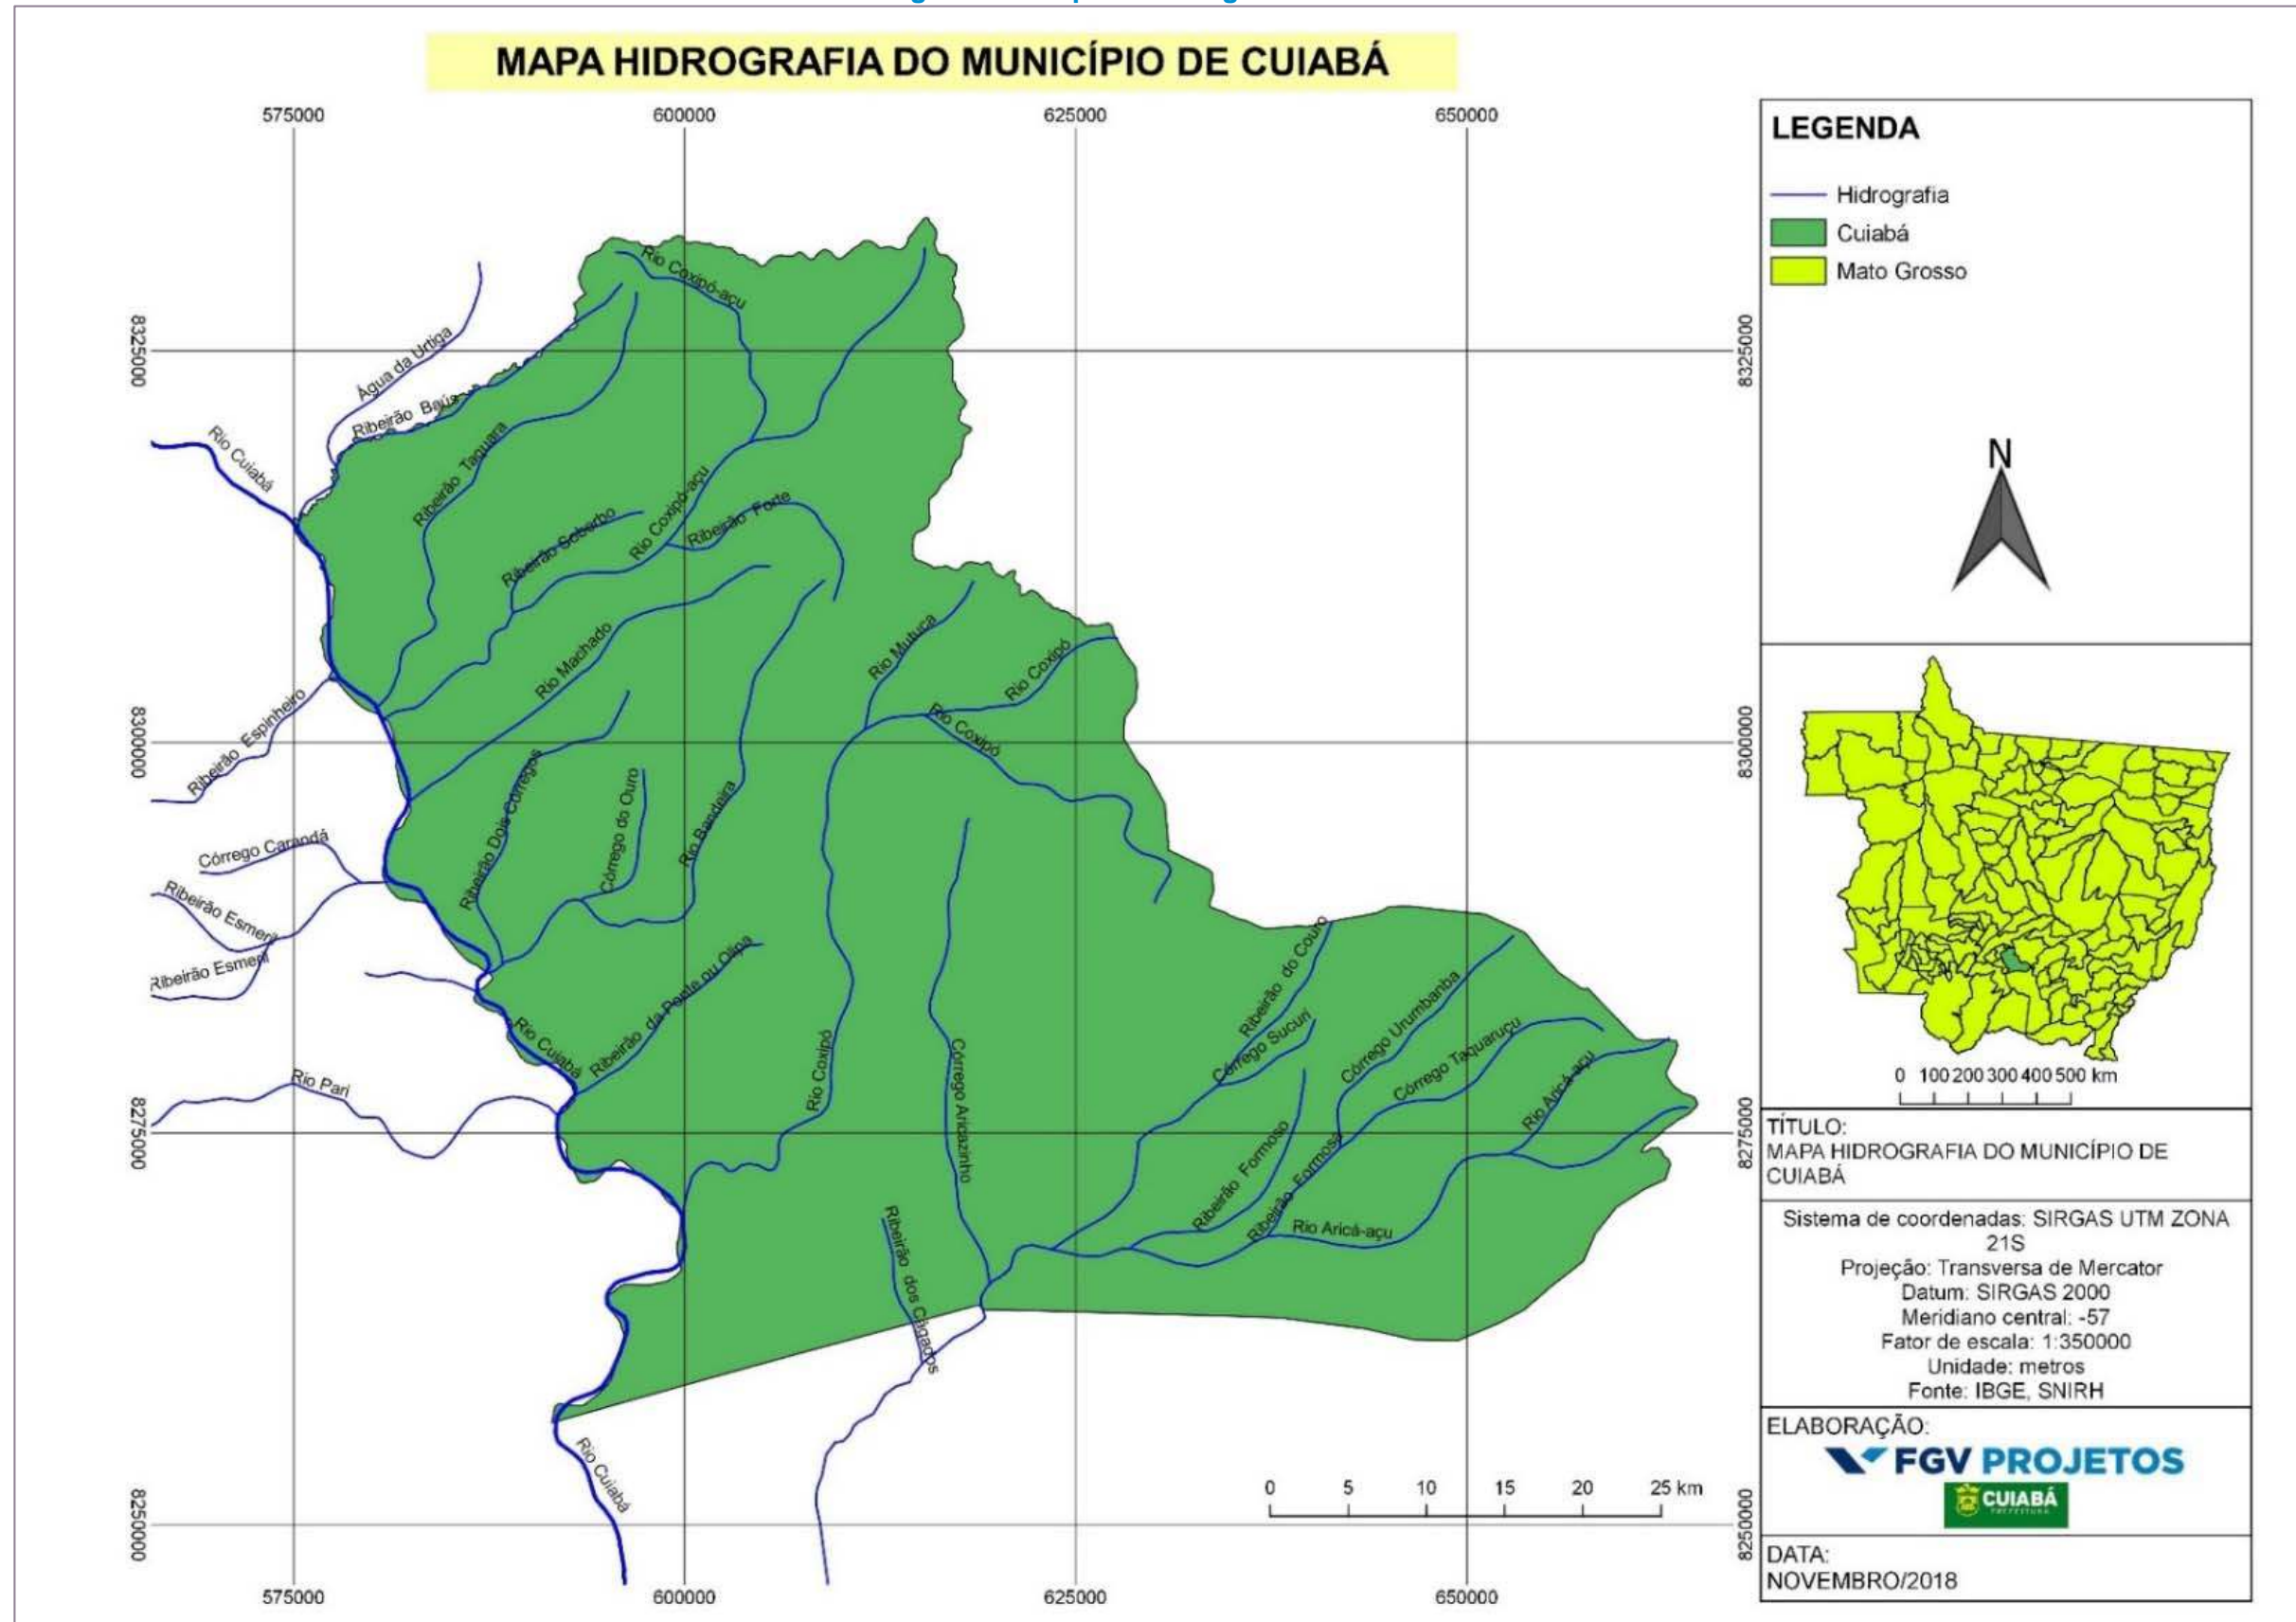 MAPA HIDROGRAFIA DO MUNICÍPIO DE CUIABÁ
575000
600000
625000
650000
8325000
8325000
8300000
8300000
8275000
8275000
8250000
8250000
575000
600000
625000
650000
Rio Coxipó-açu
Água da Urtiga
Ribeirão Baús
Rio Cuiabá
Ribeirão Taquara
Rio Coxipó-açu
Ribeirão Forte
Ribeirão Soberbo
Rio Machado
Rio Mutuca
Rio Coxipó
Rio Coxipó
Ribeirão Espinheiro
Ribeirão Dois Córregos
Córrego do Ouro
Rio Bandeira
Córrego Carandá
Ribeirão Esmeril
Ribeirão Esmeril
Ribeirão da Ponte ou Olipa
Rio Cuiabá
Rio Pari
Rio Coxipó
Córrego Aricazinho
Ribeirão do Couro
Córrego Sucuri
Córrego Urumbanba
Córrego Taquaruçu
Rio Aricá-açu
Ribeirão Formoso
Ribeirão Formosa
Rio Aricá-açu
Ribeirão dos Cágados
Rio Cuiabá
0 5 10 15 20 25 km
LEGENDA
Hidrografia
Cuiabá
Mato Grosso
N
0 100 200 300 400 500 km
TÍTULO:
MAPA HIDROGRAFIA DO MUNICÍPIO DE
CUIABÁ
Sistema de coordenadas: SIRGAS UTM ZONA
21S
Projeção: Transversa de Mercator
Datum: SIRGAS 2000
Meridiano central: -57
Fator de escala: 1:350000
Unidade: metros
Fonte: IBGE, SNIRH
ELABORAÇÃO:
FGV PROJETOS
CUIABÁ
PREFEITURA
DATA:
NOVEMBRO/2018